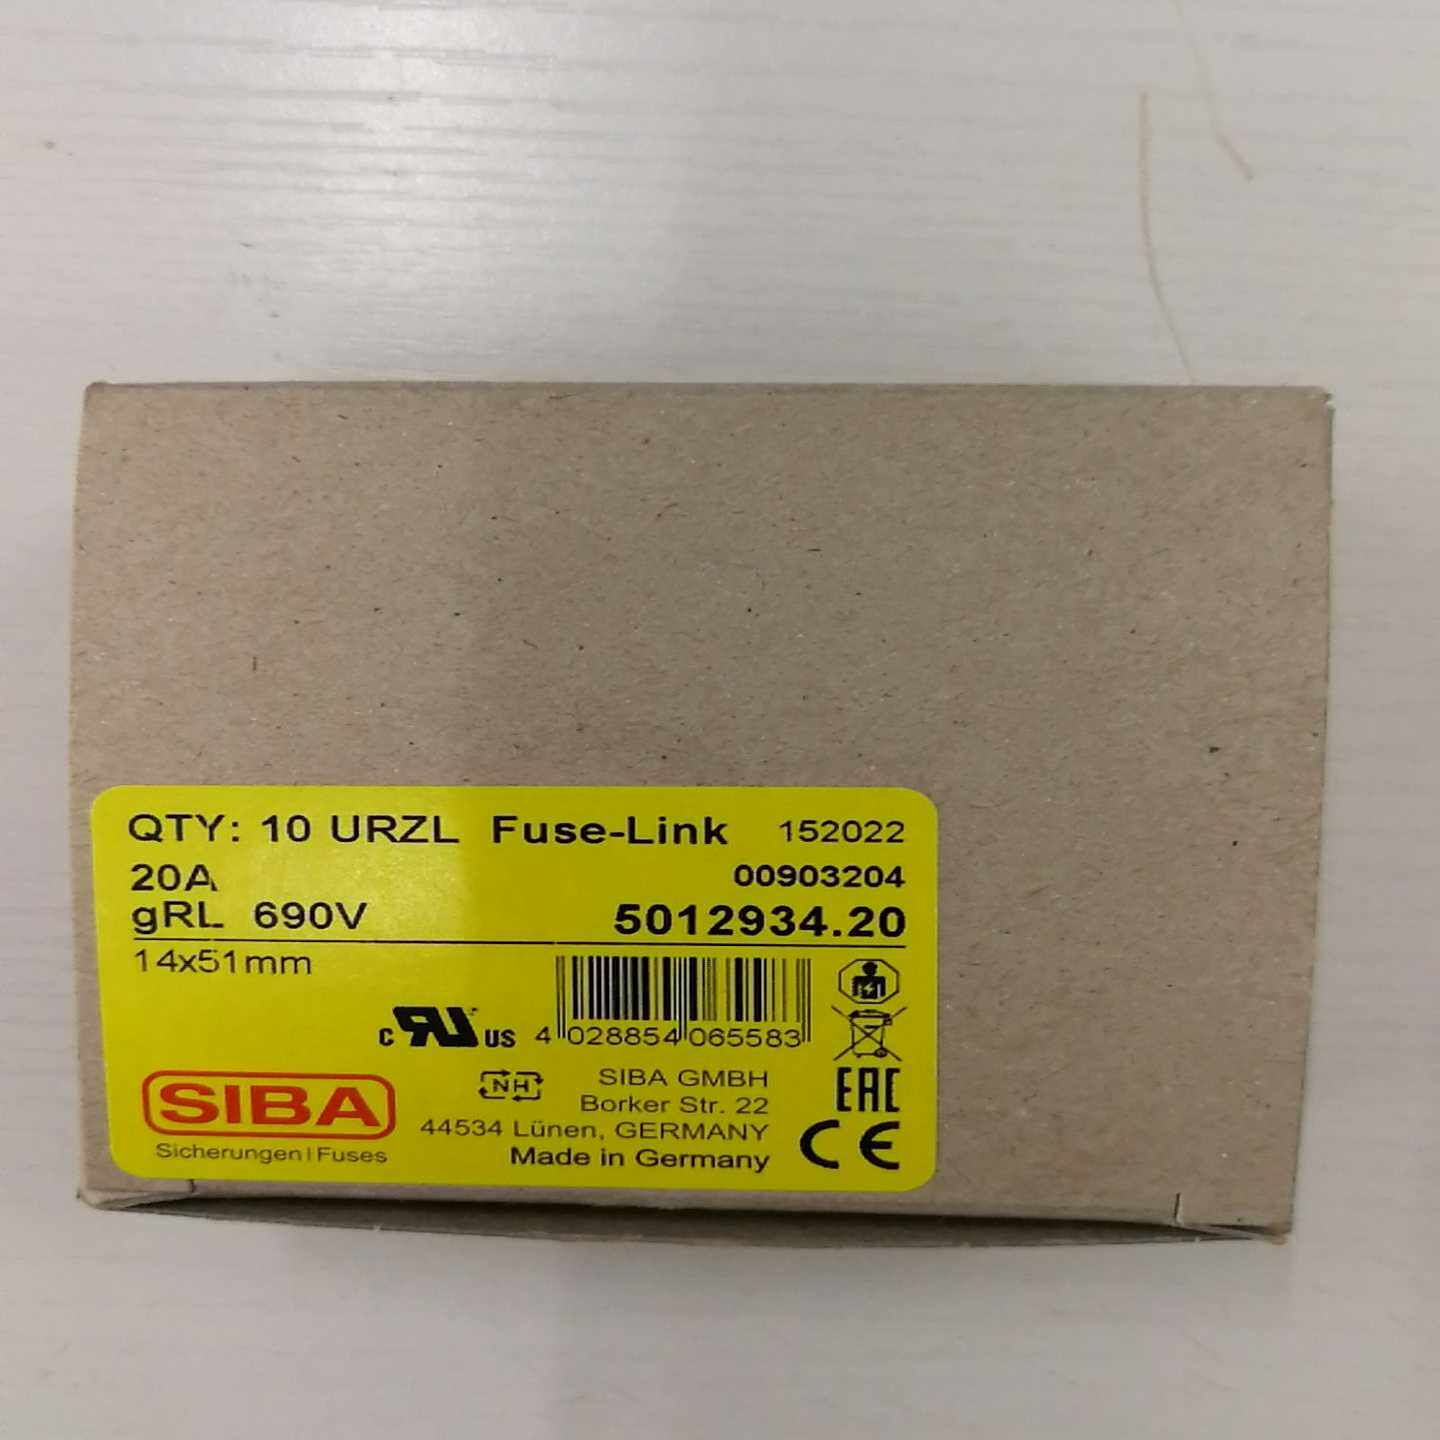 QTY: 10 URZL Fuse-Link 152022
20A 00903204
gRL 690V 5012934.20
14x51mm
c RU US
4 028854 065583
NH
SIBA
Sicherungen | Fuses
SIBA GMBH
Borker Str. 22
44534 Lünen, GERMANY
Made in Germany
EAC
CE